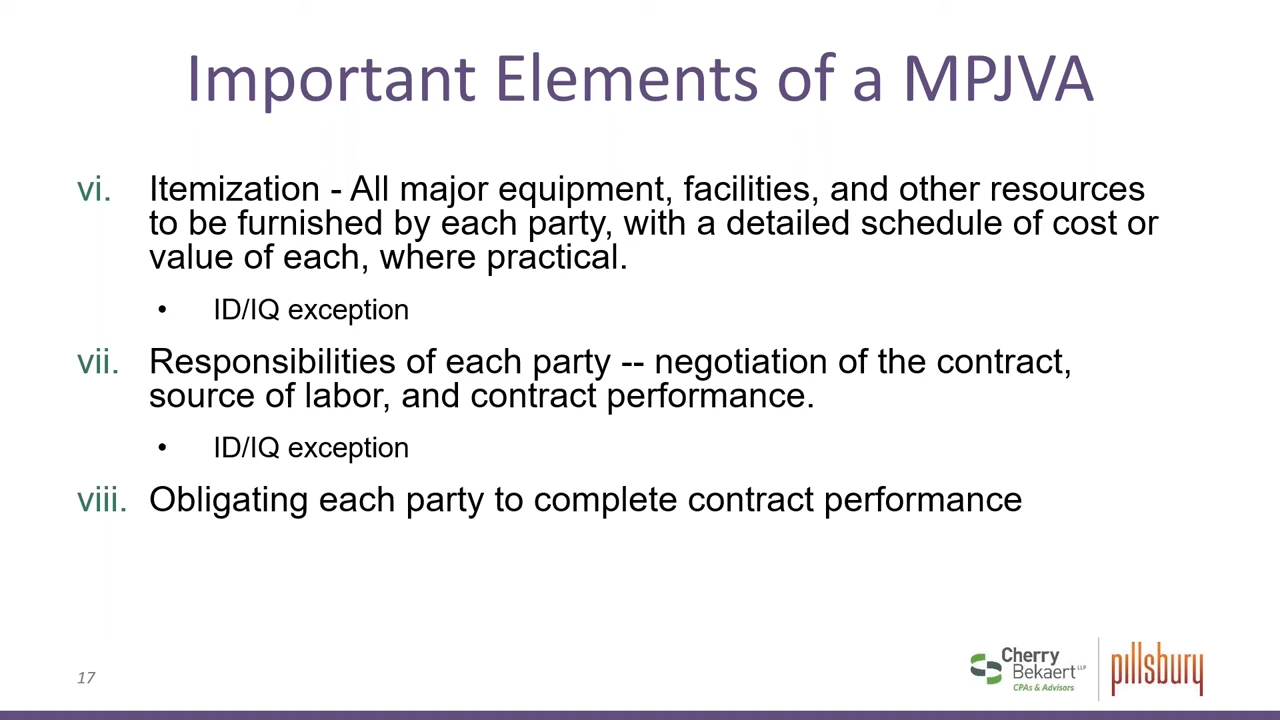 Important Elements of a MPJVA
vi. Itemization - All major equipment, facilities, and other resources
to be furnished by each party, with a detailed schedule of cost or
value of each, where practical.
• ID/IQ exception
vii. Responsibilities of each party -- negotiation of the contract,
source of labor, and contract performance.
• ID/IQ exception
viii. Obligating each party to complete contract performance
17
Cherry
Bekaert LLP
CPAs & Advisors
pillsbury